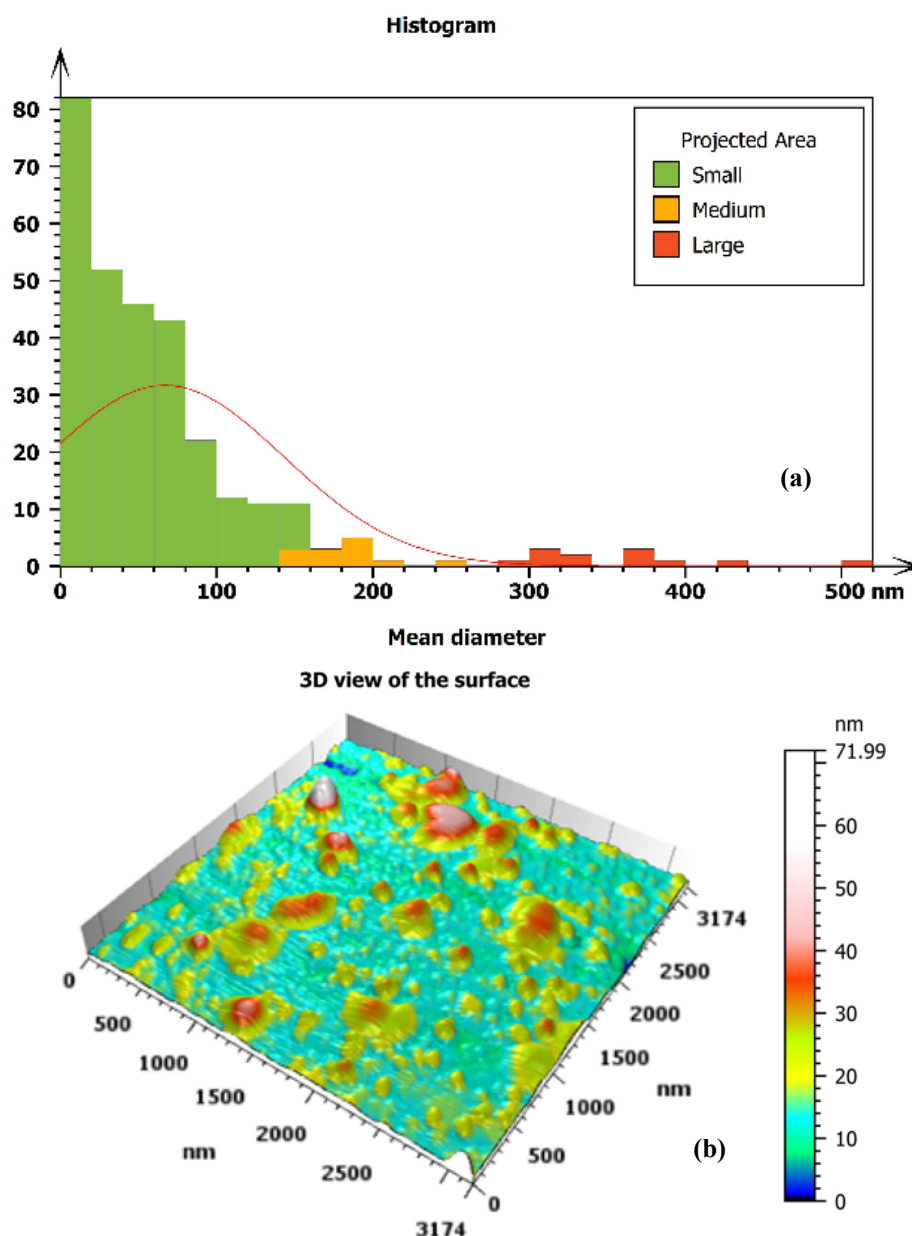 Histogram
80
70
60
50
40
30
20
10
0
Projected Area
Small
Medium
Large
(a)
0 100 200 300 400 500 nm
Mean diameter
3D view of the surface
nm
71.99
60
50
40
30
20
10
0
0
500
1000
1500
2000
2500
3174
nm
0
500
1000
1500
2000
2500
3174
nm
(b)